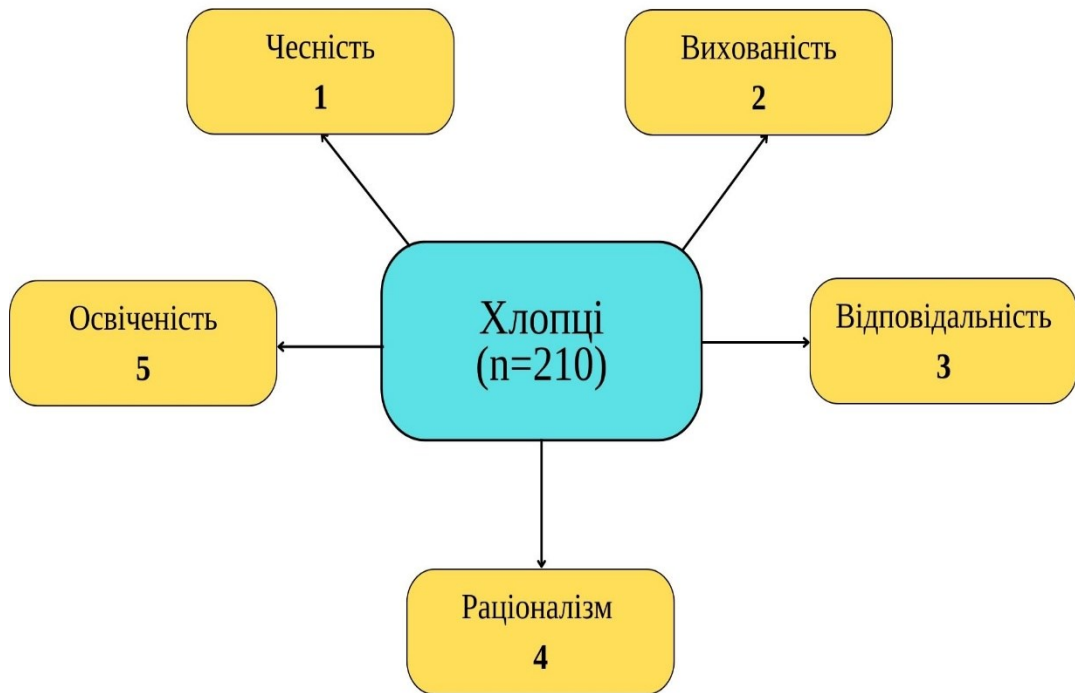 Чесність
1
Вихованість
2
Хлопці
(n=210)
Освіченість
5
Відповідальність
3
Раціоналізм
4